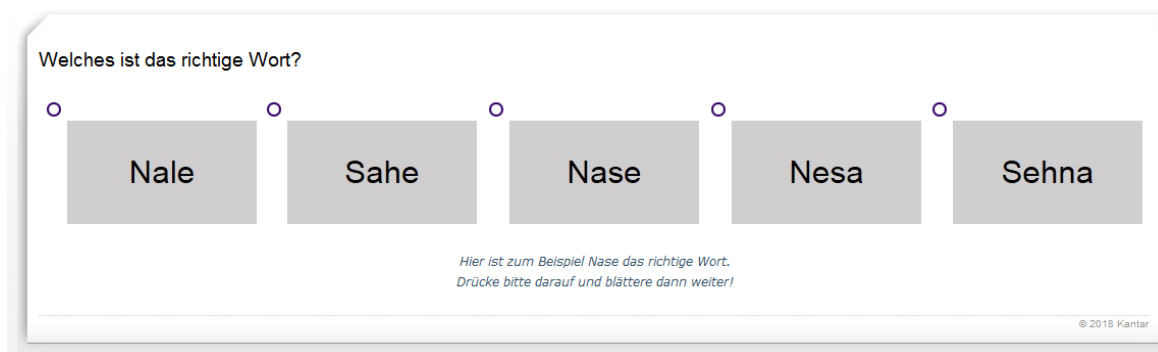 Welches ist das richtige Wort?
Nale Sahe Nase Nesa Sehna
Hier ist zum Beispiel Nase das richtige Wort.
Drücke bitte darauf und blättere dann weiter!
© 2018 Kantar